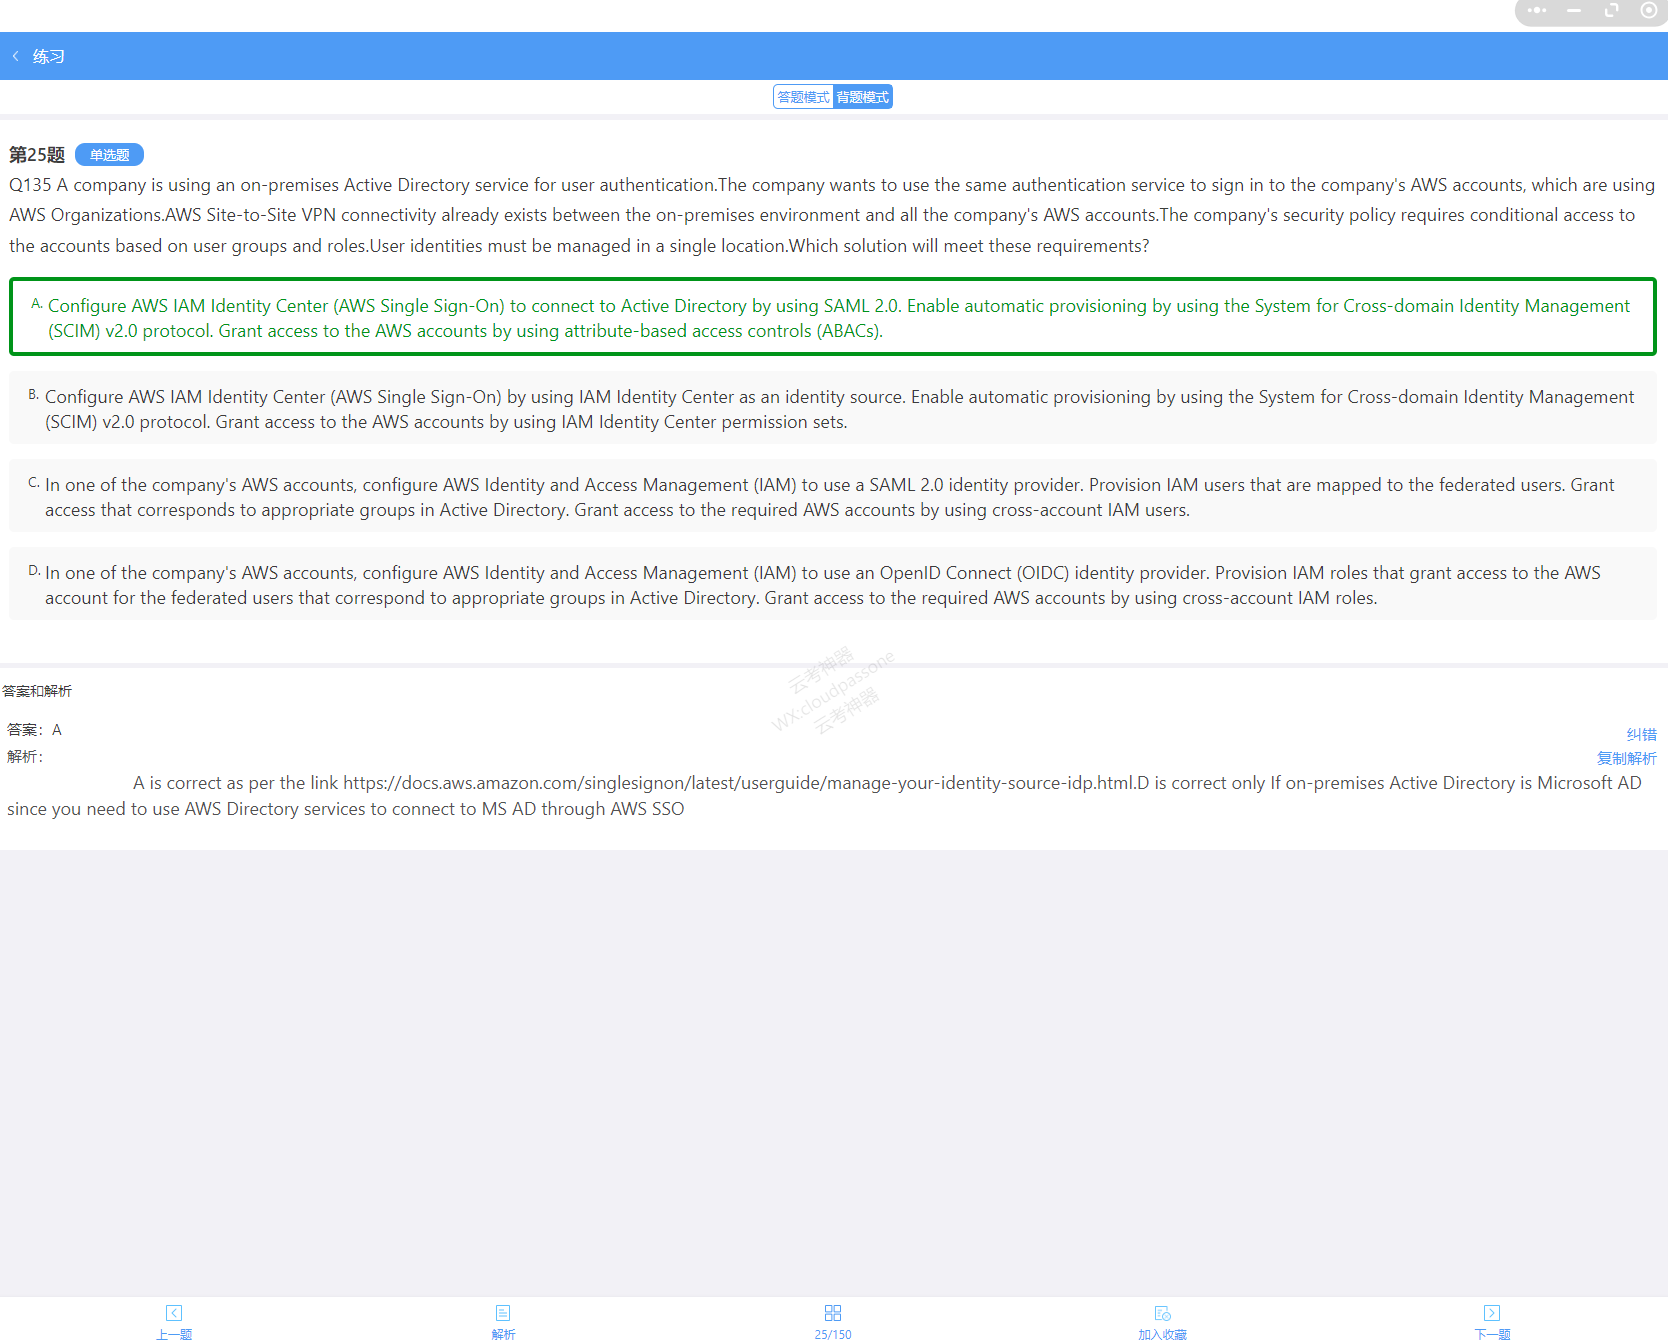 练习
答题模式 背题模式
第25题 单选题
Q135 A company is using an on-premises Active Directory service for user authentication.The company wants to use the same authentication service to sign in to the company's AWS accounts, which are using
AWS Organizations.AWS Site-to-Site VPN connectivity already exists between the on-premises environment and all the company's AWS accounts.The company's security policy requires conditional access to
the accounts based on user groups and roles.User identities must be managed in a single location.Which solution will meet these requirements?
A. Configure AWS IAM Identity Center (AWS Single Sign-On) to connect to Active Directory by using SAML 2.0. Enable automatic provisioning by using the System for Cross-domain Identity Management
(SCIM) v2.0 protocol. Grant access to the AWS accounts by using attribute-based access controls (ABACs).
B. Configure AWS IAM Identity Center (AWS Single Sign-On) by using IAM Identity Center as an identity source. Enable automatic provisioning by using the System for Cross-domain Identity Management
(SCIM) v2.0 protocol. Grant access to the AWS accounts by using IAM Identity Center permission sets.
C. In one of the company's AWS accounts, configure AWS Identity and Access Management (IAM) to use a SAML 2.0 identity provider. Provision IAM users that are mapped to the federated users. Grant
access that corresponds to appropriate groups in Active Directory. Grant access to the required AWS accounts by using cross-account IAM users.
D. In one of the company's AWS accounts, configure AWS Identity and Access Management (IAM) to use an OpenID Connect (OIDC) identity provider. Provision IAM roles that grant access to the AWS
account for the federated users that correspond to appropriate groups in Active Directory. Grant access to the required AWS accounts by using cross-account IAM roles.
云考神器
WX:cloudpassone
云考神器
答案和解析
答案：A
纠错
解析：
复制解析
A is correct as per the link https://docs.aws.amazon.com/singlesignon/latest/userguide/manage-your-identity-source-idp.html.D is correct only If on-premises Active Directory is Microsoft AD
since you need to use AWS Directory services to connect to MS AD through AWS SSO
上一题 解析 25/150 加入收藏 下一题